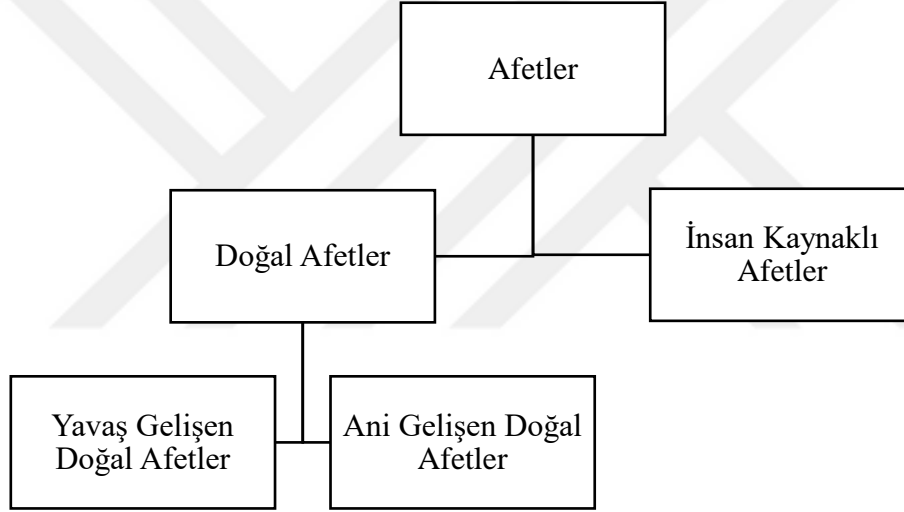 Afetler
Doğal Afetler
İnsan Kaynaklı
Afetler
Yavaş Gelişen
Doğal Afetler
Ani Gelişen Doğal
Afetler